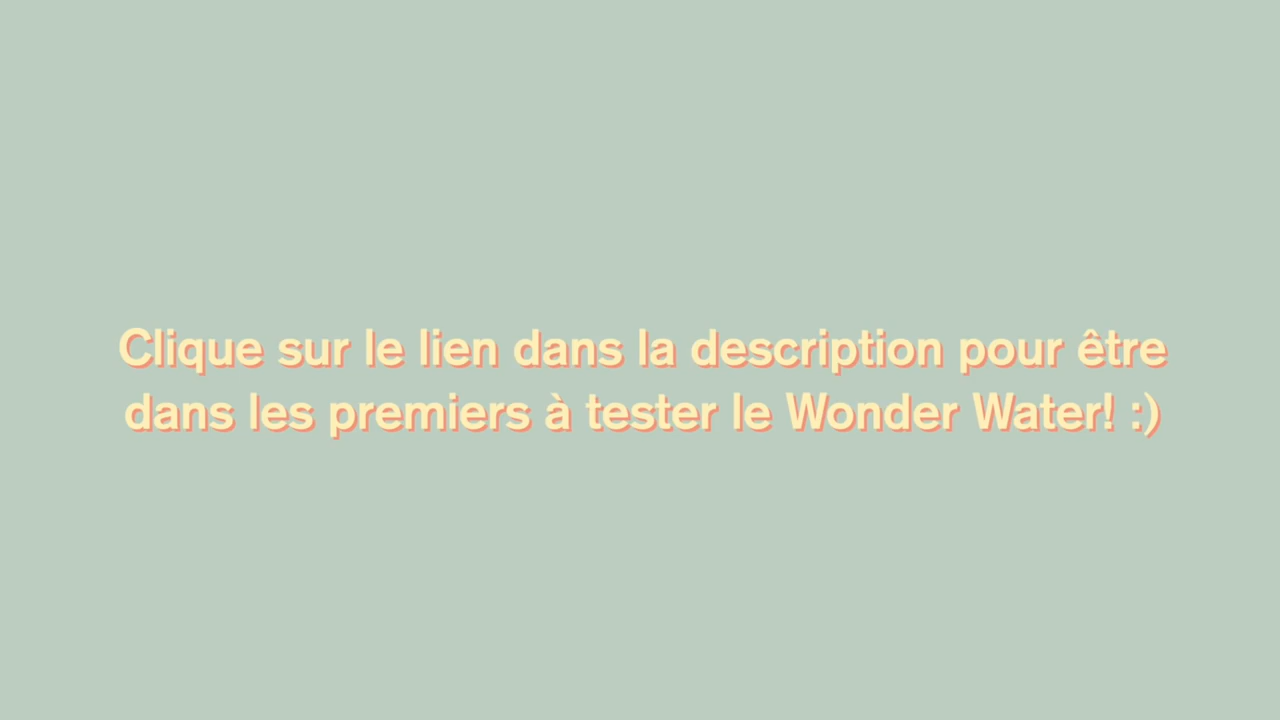 Clique sur le lien dans la description pour être
dans les premiers à tester le Wonder Water! :)